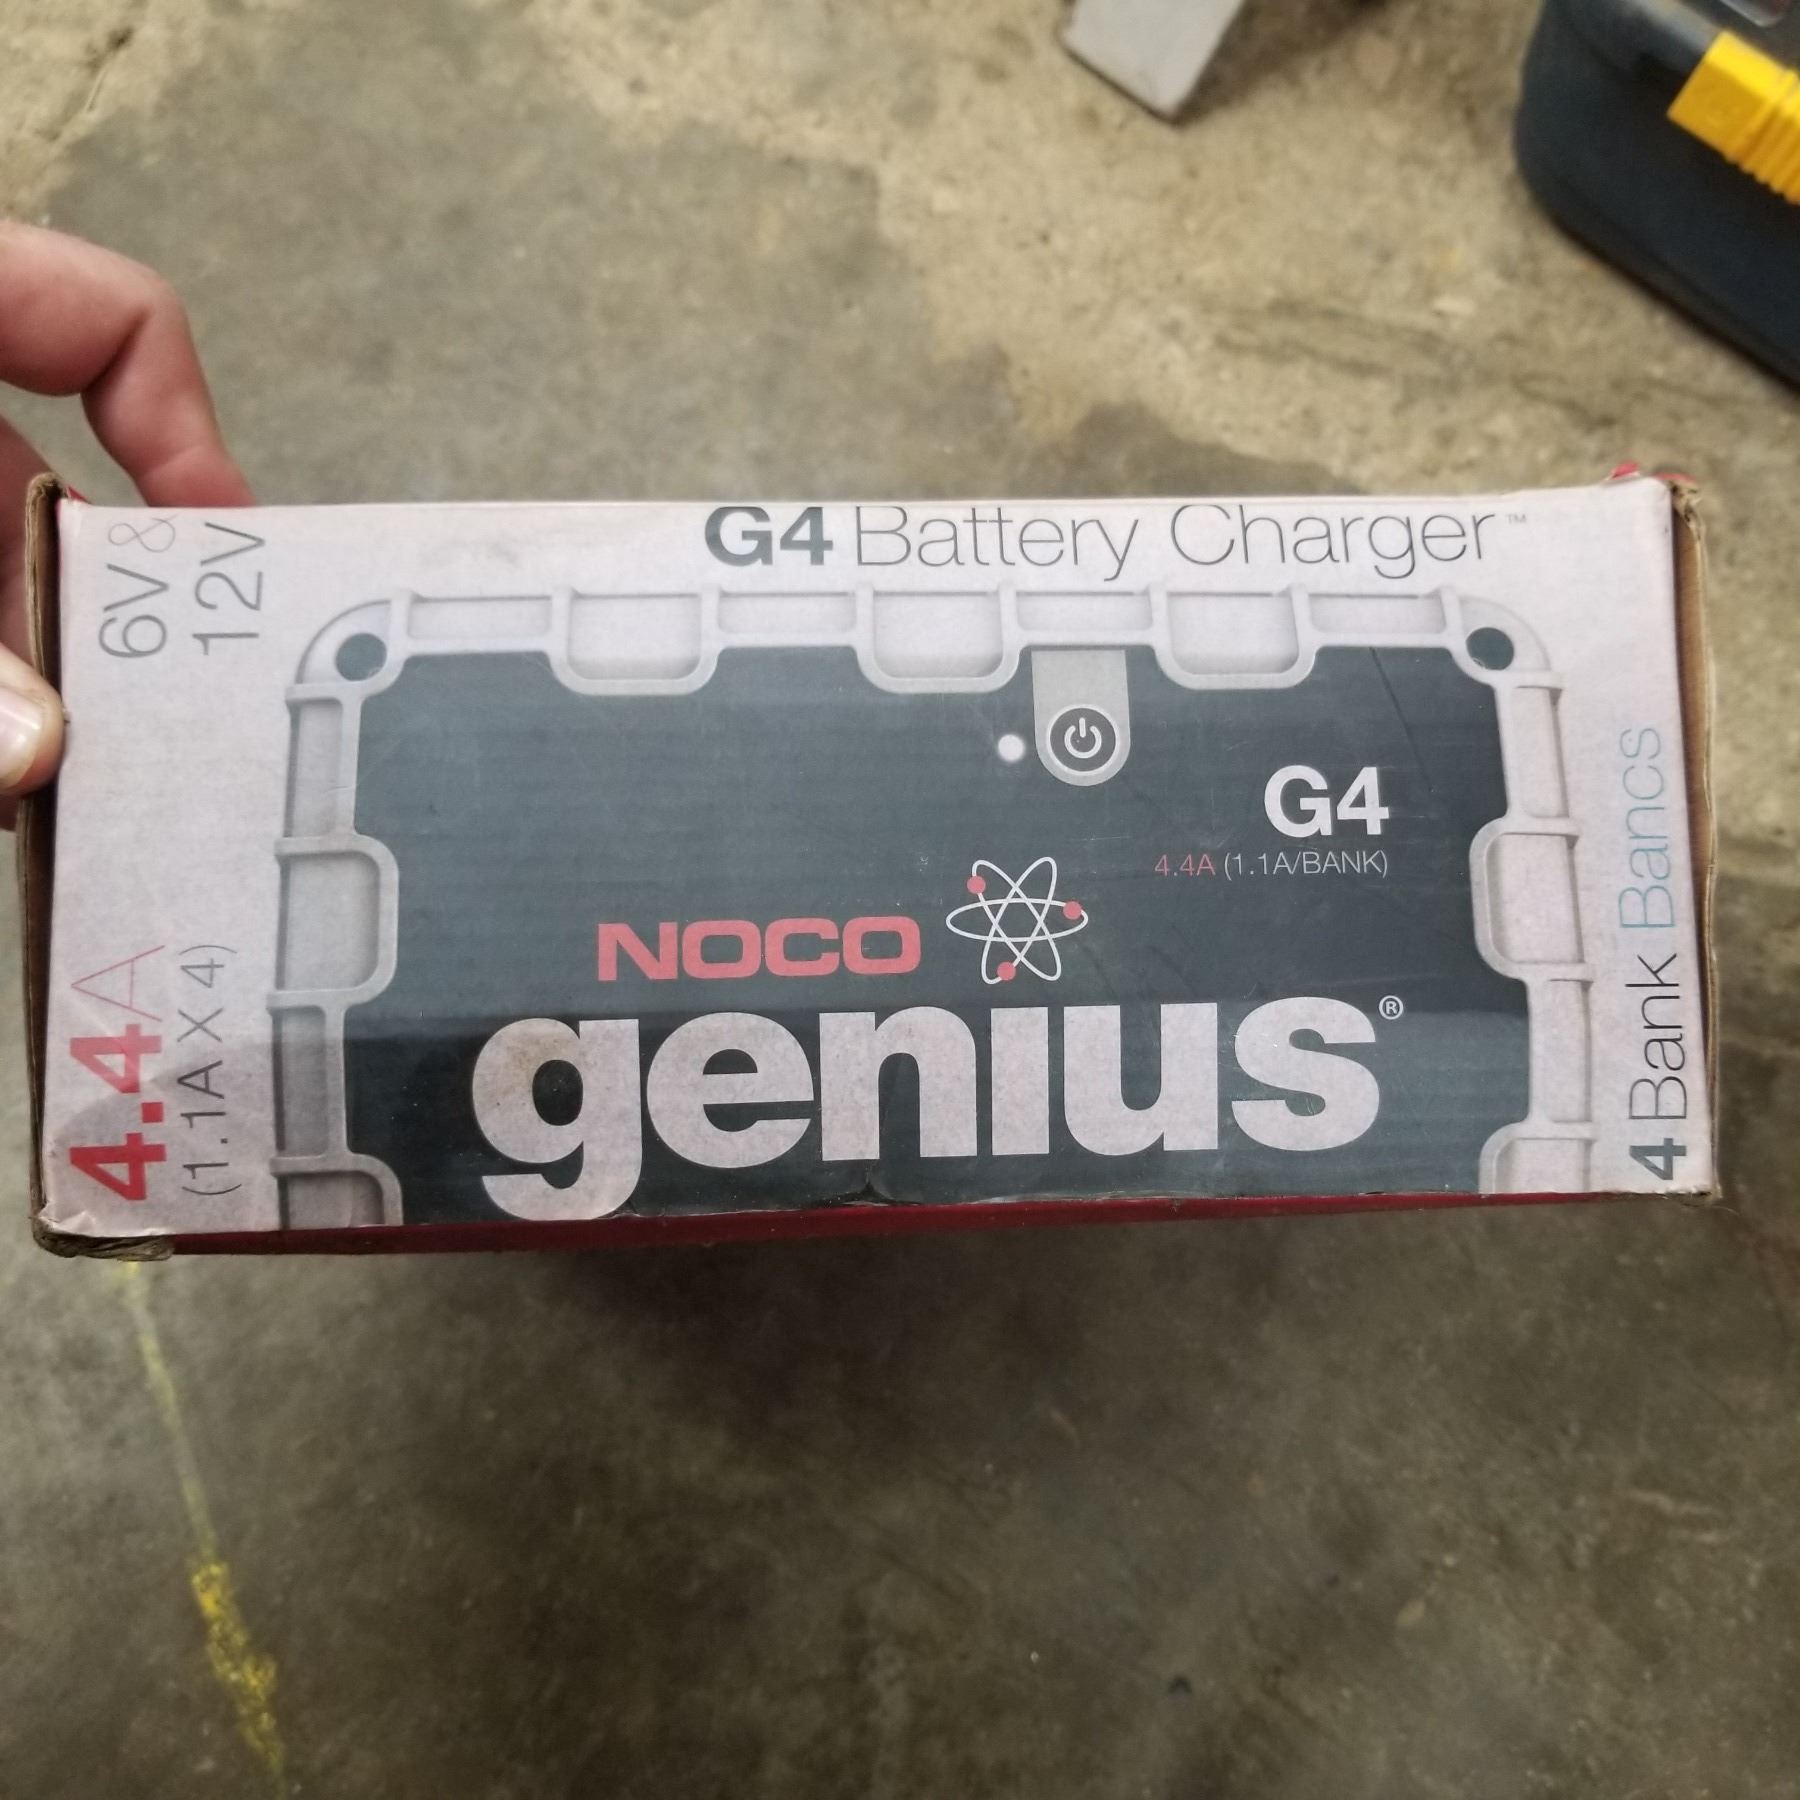 G4 Battery Charger™
6V &
12V
G4
4.4A (1.1A/BANK)
NOCO
genius®
4.4A
(1.1A X 4)
4 Bank Bancs